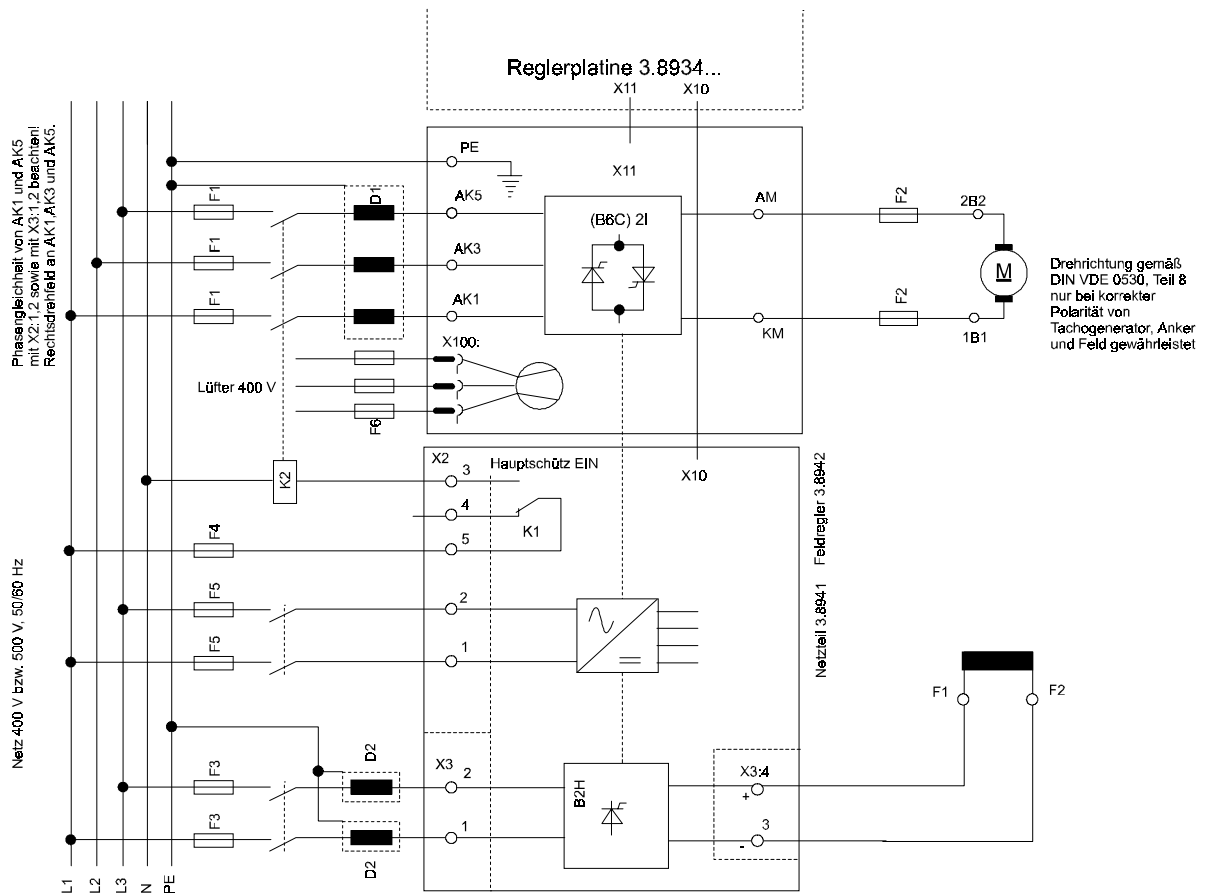 Reglerplatine 3.8934...
X11
X10
Phasengleichheit von AK1 und AK5
mit X2:1,2 sowie mit X3:1,2 beachten!
Rechtsdrehfeld an AK1,AK3 und AK5.
PE
X11
F1
D1
AK5
(B6C) 2I
AM
F2
2B2
F1
AK3
M
Drehrichtung gemäß
DIN VDE 0530, Teil 8
nur bei korrekter
Polarität von
Tachogenerator, Anker
und Feld gewährleistet
F1
AK1
F2
KM
1B1
X100:
Lüfter 400 V
F6
X2
Hauptschütz EIN
X10
K2
3
4
K1
F4
5
Netzteil 3.8941 Feldregler 3.8942
Netz 400 V bzw. 500 V, 50/60 Hz
F5
2
F5
1
F1
F2
D2
F3
X3
2
B2H
X3:4
+
F3
1
3
-
D2
L1
L2
L3
N
PE